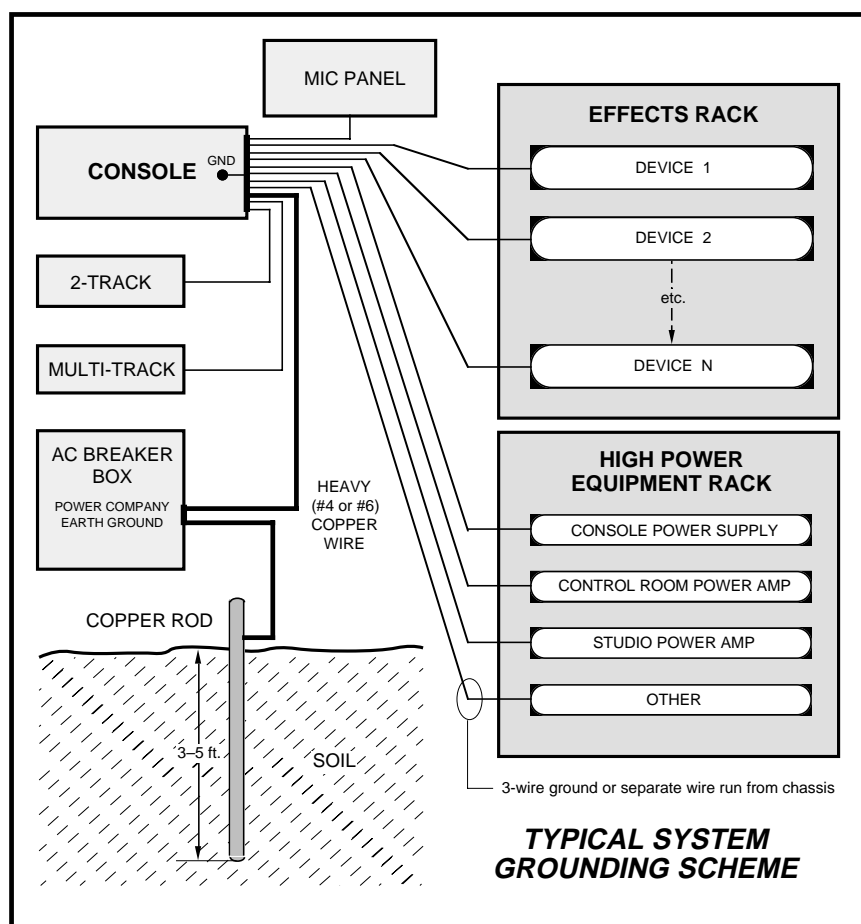 MIC PANEL
CONSOLE
GND
2-TRACK
MULTI-TRACK
AC BREAKER
BOX
POWER COMPANY
EARTH GROUND
HEAVY
(#4 or #6)
COPPER
WIRE
COPPER ROD
3–5 ft.
SOIL
EFFECTS RACK
DEVICE 1
DEVICE 2
etc.
DEVICE N
HIGH POWER
EQUIPMENT RACK
CONSOLE POWER SUPPLY
CONTROL ROOM POWER AMP
STUDIO POWER AMP
OTHER
3-wire ground or separate wire run from chassis
TYPICAL SYSTEM
GROUNDING SCHEME